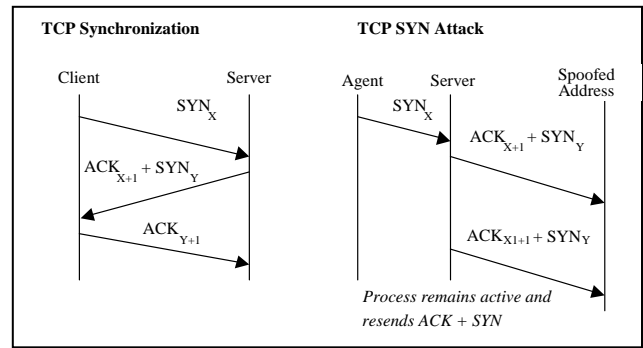 TCP Synchronization
Client Server
SYN_X
ACK_X+1 + SYN_Y
ACK_Y+1
TCP SYN Attack
Agent Server Spoofed
Address
SYN_X
ACK_X+1 + SYN_Y
ACK_X1+1 + SYN_Y
Process remains active and
resends ACK + SYN